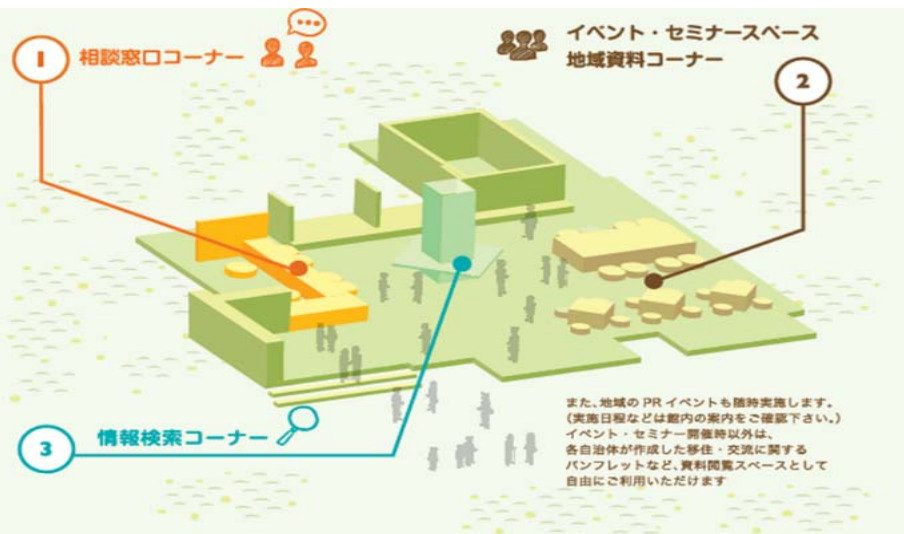 1 相談窓口コーナー
イベント・セミナースペース
地域資料コーナー
2
3 情報検索コーナー
また、地域のPRイベントも随時実施します。
(実施日程などは館内の案内をご確認下さい。)
イベント・セミナー開催時以外は、
各自治体が作成した移住・交流に関する
パンフレットなど、資料閲覧スペースとして
自由にご利用いただけます